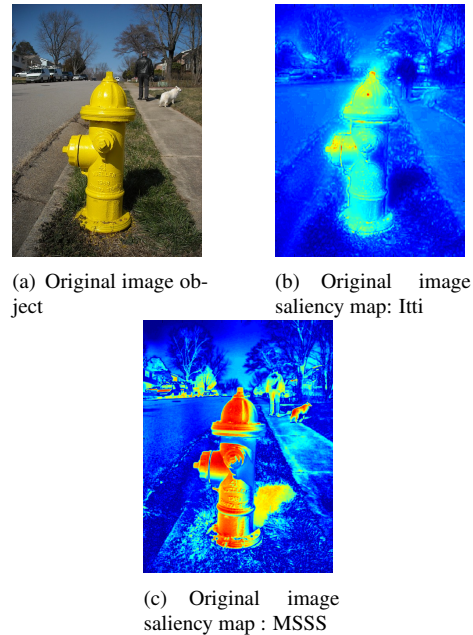 (a) Original image ob-
ject
(b) Original image
saliency map: Itti
(c) Original image
saliency map : MSSS